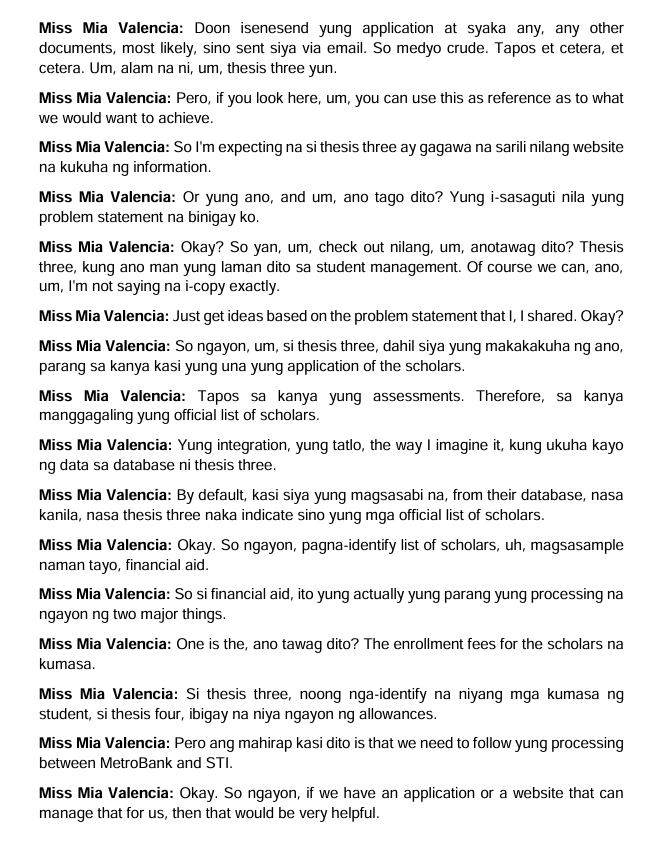 Miss Mia Valencia: Doon isenesend yung application at syaka any, any other
documents, most likely, sino sent siya via email. So medyo crude. Tapos et cetera, et
cetera. Um, alam na ni, um, thesis three yun.
Miss Mia Valencia: Pero, if you look here, um, you can use this as reference as to what
we would want to achieve.
Miss Mia Valencia: So I'm expecting na si thesis three ay gagawa na sarili nilang website
na kukuha ng information.
Miss Mia Valencia: Or yung ano, and um, ano tago dito? Yung i-sasaguti nila yung
problem statement na binigay ko.
Miss Mia Valencia: Okay? So yan, um, check out nilang, um, anotawag dito? Thesis
three, kung ano man yung laman dito sa student management. Of course we can, ano,
um, I'm not saying na i-copy exactly.
Miss Mia Valencia: Just get ideas based on the problem statement that I, I shared. Okay?
Miss Mia Valencia: So ngayon, um, si thesis three, dahil siya yung makakakuha ng ano,
parang sa kanya kasi yung una yung application of the scholars.
Miss Mia Valencia: Tapos sa kanya yung assessments. Therefore, sa kanya
manggagaling yung official list of scholars.
Miss Mia Valencia: Yung integration, yung tatlo, the way I imagine it, kung ukuha kayo
ng data sa database ni thesis three.
Miss Mia Valencia: By default, kasi siya yung magsasabi na, from their database, nasa
kanila, nasa thesis three naka indicate sino yung mga official list of scholars.
Miss Mia Valencia: Okay. So ngayon, pagna-identify list of scholars, uh, magsasample
naman tayo, financial aid.
Miss Mia Valencia: So si financial aid, ito yung actually yung parang yung processing na
ngayon ng two major things.
Miss Mia Valencia: One is the, ano tawag dito? The enrollment fees for the scholars na
kumasa.
Miss Mia Valencia: Si thesis three, noong nga-identify na niyang mga kumasa ng
student, si thesis four, ibigay na niya ngayon ng allowances.
Miss Mia Valencia: Pero ang mahirap kasi dito is that we need to follow yung processing
between MetroBank and STI.
Miss Mia Valencia: Okay. So ngayon, if we have an application or a website that can
manage that for us, then that would be very helpful.